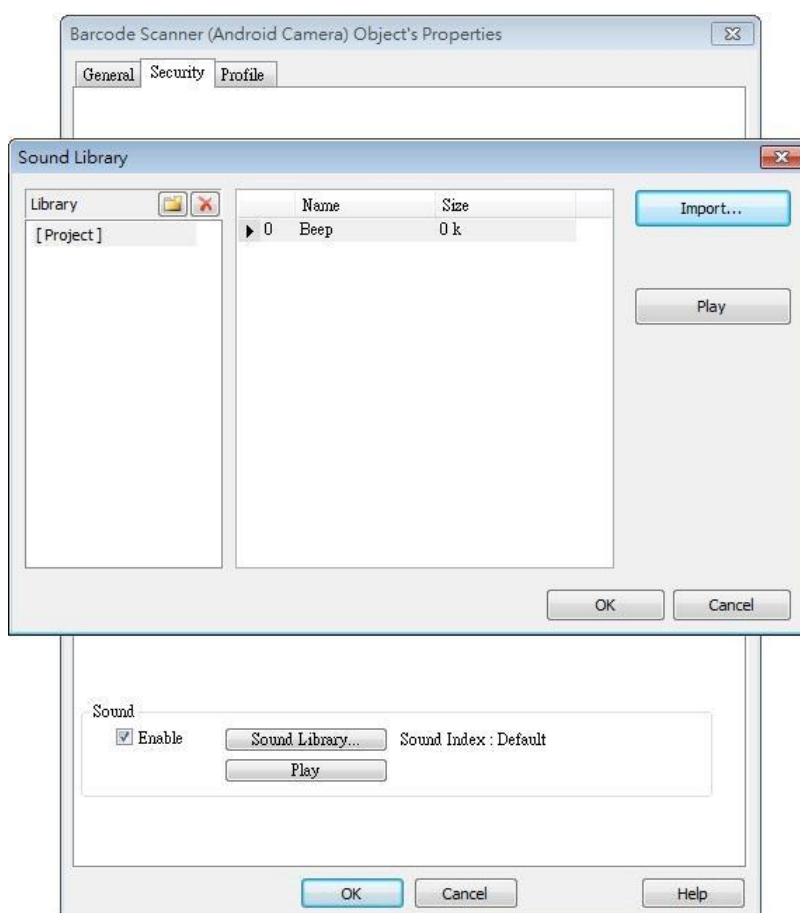 Barcode Scanner (Android Camera) Object's Properties
General Security Profile
Sound Library
Library
[ Project ]
Name Size
0 Beep 0 k
Import...
Play
OK Cancel
Sound
Enable Sound Library... Sound Index : Default
Play
OK Cancel Help